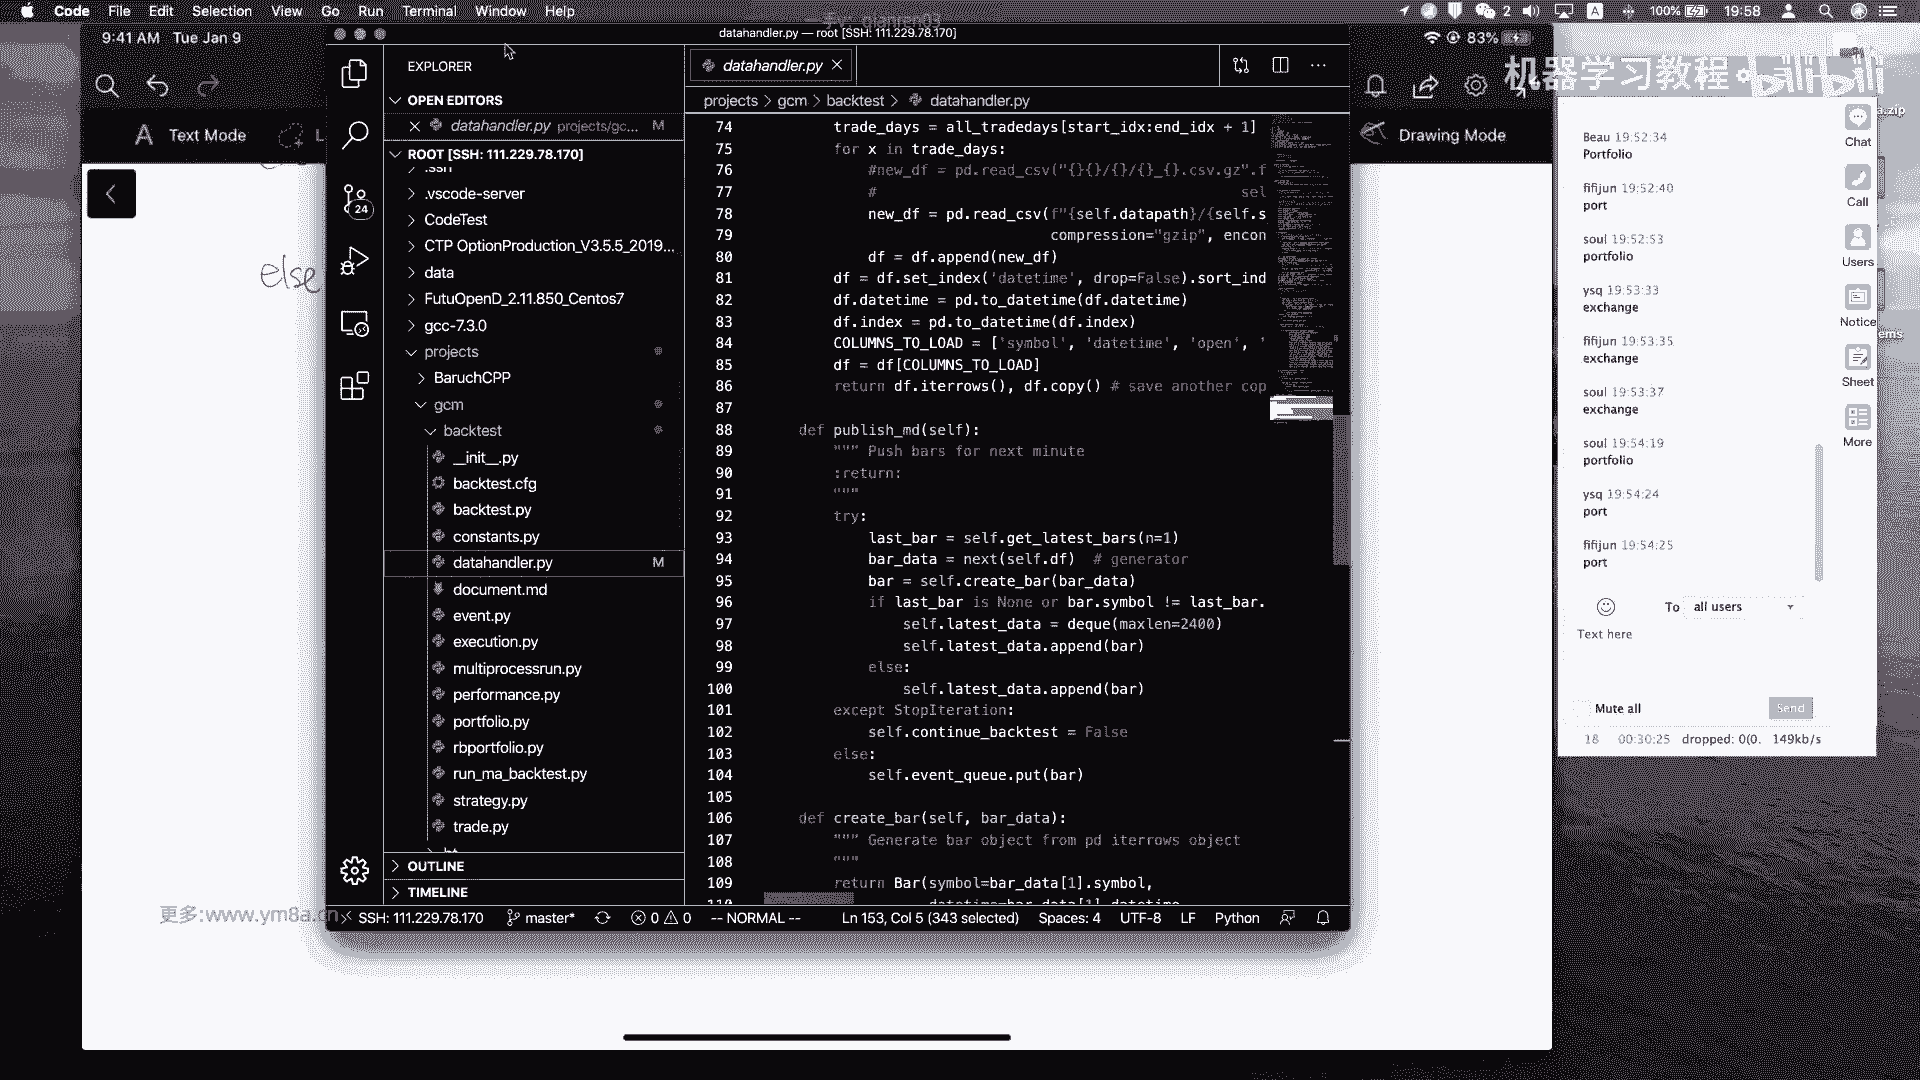 Code File Edit Selection View Go Run Terminal Window Help
2
A
100%
19:58
9:41 AM Tue Jan 9
datahandler.py — root [SSH: 111.229.78.170]
83%
机器学习教程
bilibili
Text Mode
Drawing Mode
else
EXPLORER
OPEN EDITORS
datahandler.py projects/gc... M
ROOT [SSH: 111.229.78.170]
.ssh
.vscode-server
24
CodeTest
CTP OptionProduction_V3.5.5_2019...
data
FutuOpenD_2.11.850_Centos7
gcc-7.3.0
projects
BaruchCPP
gcm
backtest
__init__.py
backtest.cfg
backtest.py
constants.py
datahandler.py M
document.md
event.py
execution.py
multiprocessrun.py
performance.py
portfolio.py
rbportfolio.py
run_ma_backtest.py
strategy.py
trade.py
OUTLINE
TIMELINE
datahandler.py
projects > gcm > backtest > datahandler.py
74 trade_days = all_tradedays[start_idx:end_idx + 1]
75 for x in trade_days:
76 #new_df = pd.read_csv("{}{}/{}/{}_{}.csv.gz".f
77 # sel
78 new_df = pd.read_csv(f"{self.datapath}/{self.s
79 compression="gzip", encon
80 df = df.append(new_df)
81 df = df.set_index('datetime', drop=False).sort_ind
82 df.datetime = pd.to_datetime(df.datetime)
83 df.index = pd.to_datetime(df.index)
84 COLUMNS_TO_LOAD = ['symbol', 'datetime', 'open', '
85 df = df[COLUMNS_TO_LOAD]
86 return df.iterrows(), df.copy() # save another cop
87
88 def publish_md(self):
89 """ Push bars for next minute
90 :return:
91 """
92 try:
93 last_bar = self.get_latest_bars(n=1)
94 bar_data = next(self.df) # generator
95 bar = self.create_bar(bar_data)
96 if last_bar is None or bar.symbol != last_bar.
97 self.latest_data = deque(maxlen=2400)
98 self.latest_data.append(bar)
99 else:
100 self.latest_data.append(bar)
101 except StopIteration:
102 self.continue_backtest = False
103 else:
104 self.event_queue.put(bar)
105
106 def create_bar(self, bar_data):
107 """ Generate bar object from pd iterrows object
108 """
109 return Bar(symbol=bar_data[1].symbol,
SSH: 111.229.78.170 master* 0 0 -- NORMAL -- Ln 153, Col 5 (343 selected) Spaces: 4 UTF-8 LF Python
更多:www.ym8a.cn
Beau 19:52:34
Portfolio
fifijun 19:52:40
port
soul 19:52:53
portfolio
ysq 19:53:33
exchange
fifijun 19:53:35
exchange
soul 19:53:37
exchange
soul 19:54:19
portfolio
ysq 19:54:24
port
fifijun 19:54:25
port
To all users
Text here
Mute all
Send
18 00:30:25 dropped: 0(0. 149kb/s
Chat
Call
Users
Notice
Sheet
More
a.zip
ems